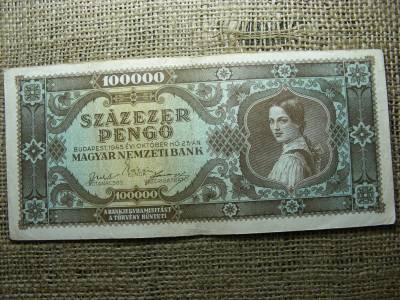 100000
SZÁZEZER
PENGŐ
BUDAPEST, 1945. ÉVI OKTÓBER HÓ 23-ÁN.
MAGYAR NEMZETI BANK
100000
A BANKJEGYHAMISÍTÁST
A TÖRVÉNY BÜNTETI